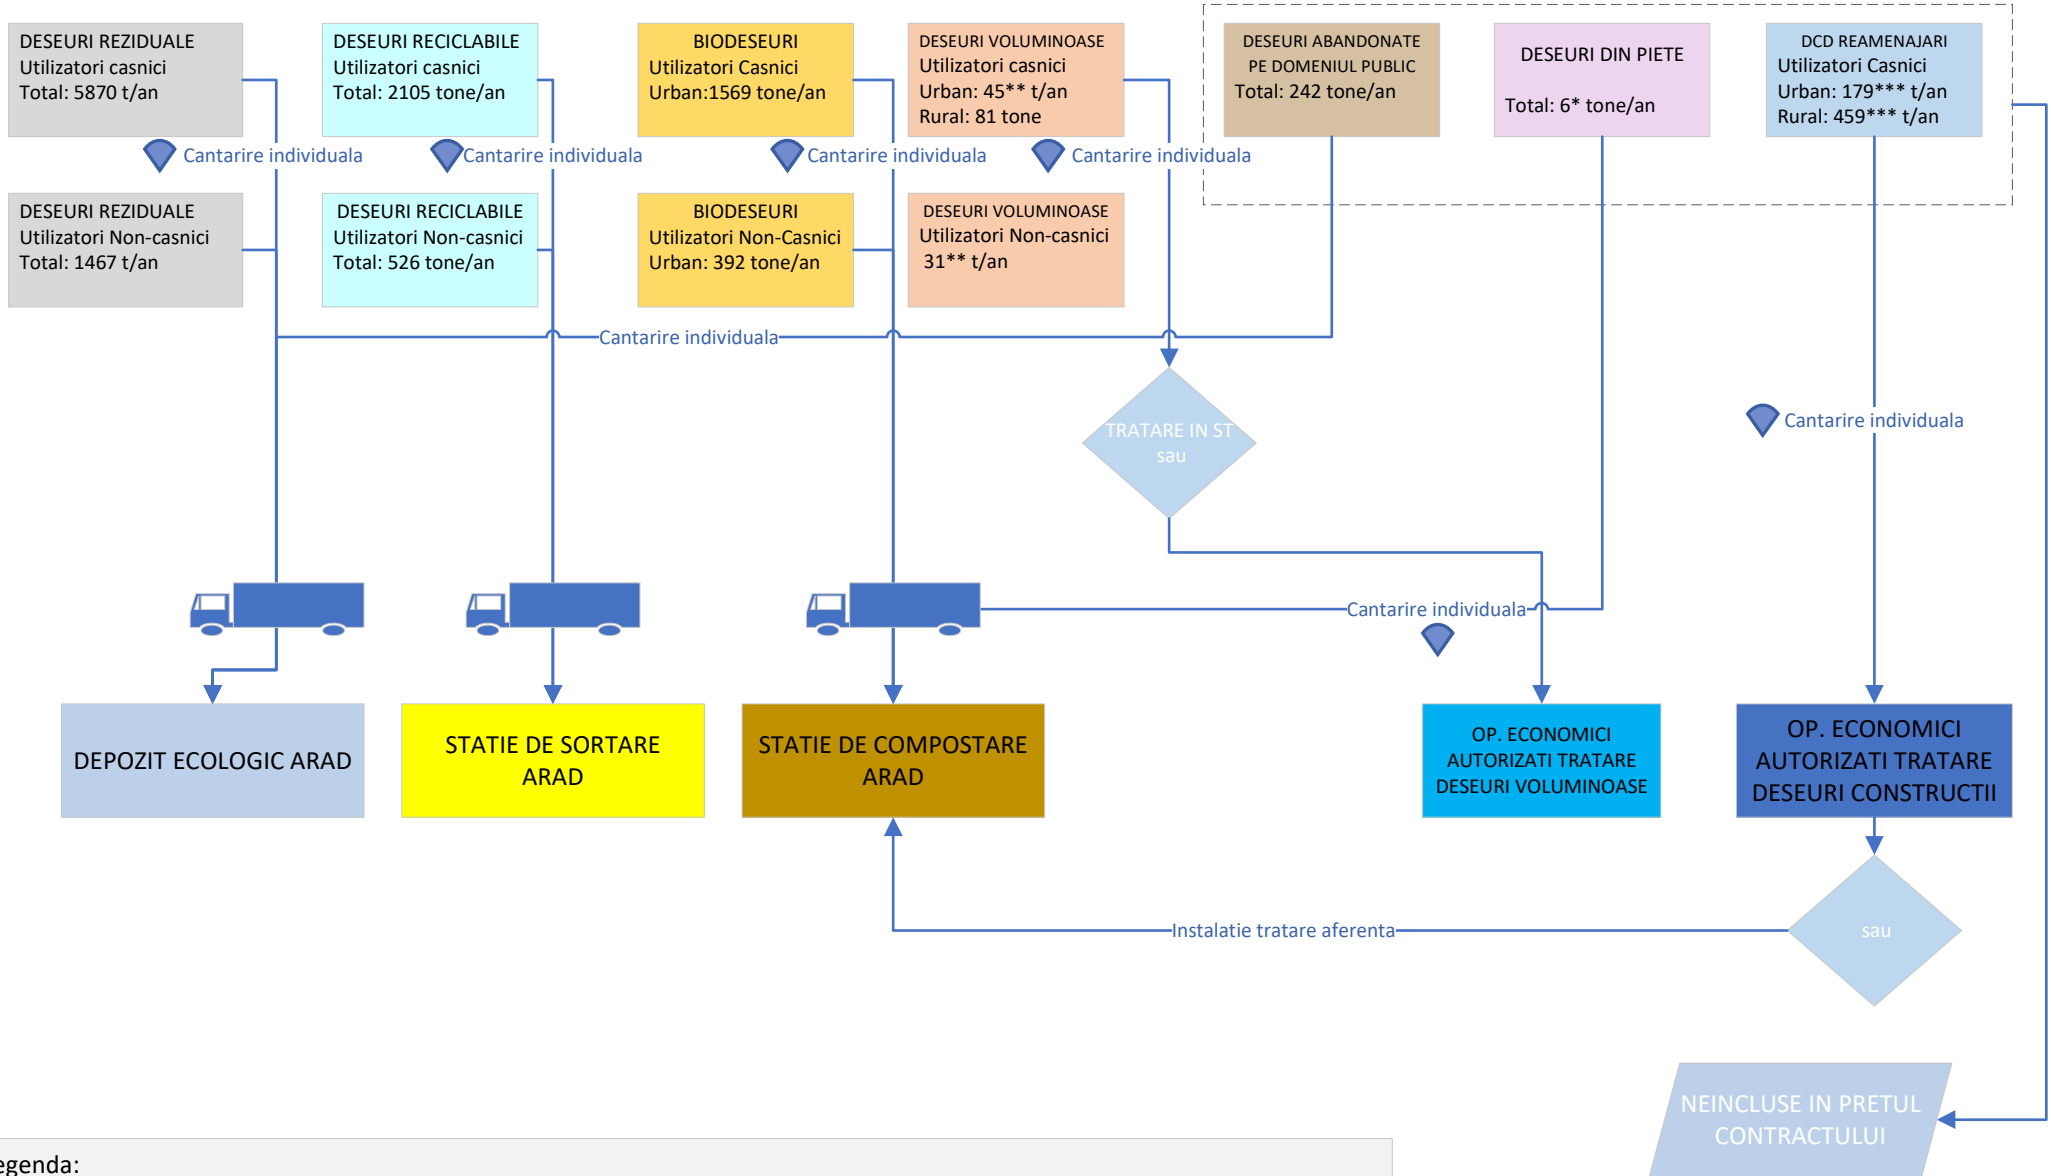 DESEURI REZIDUALE
Utilizatori casnici
Total: 5870 t/an
DESEURI RECICLABILE
Utilizatori casnici
Total: 2105 tone/an
BIODESEURI
Utilizatori Casnici
Urban:1569 tone/an
DESEURI VOLUMINOASE
Utilizatori casnici
Urban: 45** t/an
Rural: 81 tone
DESEURI ABANDONATE
PE DOMENIUL PUBLIC
Total: 242 tone/an
DESEURI DIN PIETE
Total: 6* tone/an
DCD REAMENAJARI
Utilizatori Casnici
Urban: 179*** t/an
Rural: 459*** t/an
Cantarire individuala
Cantarire individuala
Cantarire individuala
Cantarire individuala
DESEURI REZIDUALE
Utilizatori Non-casnici
Total: 1467 t/an
DESEURI RECICLABILE
Utilizatori Non-casnici
Total: 526 tone/an
BIODESEURI
Utilizatori Non-Casnici
Urban: 392 tone/an
DESEURI VOLUMINOASE
Utilizatori Non-casnici
31** t/an
Cantarire individuala
TRATARE IN ST
sau
Cantarire individuala
Cantarire individuala
DEPOZIT ECOLOGIC ARAD
STATIE DE SORTARE
ARAD
STATIE DE COMPOSTARE
ARAD
OP. ECONOMICI
AUTORIZATI TRATARE
DESEURI VOLUMINOASE
OP. ECONOMICI
AUTORIZATI TRATARE
DESEURI CONSTRUCTII
Instalatie tratare aferenta
sau
NEINCLUSE IN PRETUL
CONTRACTULUI
egenda: